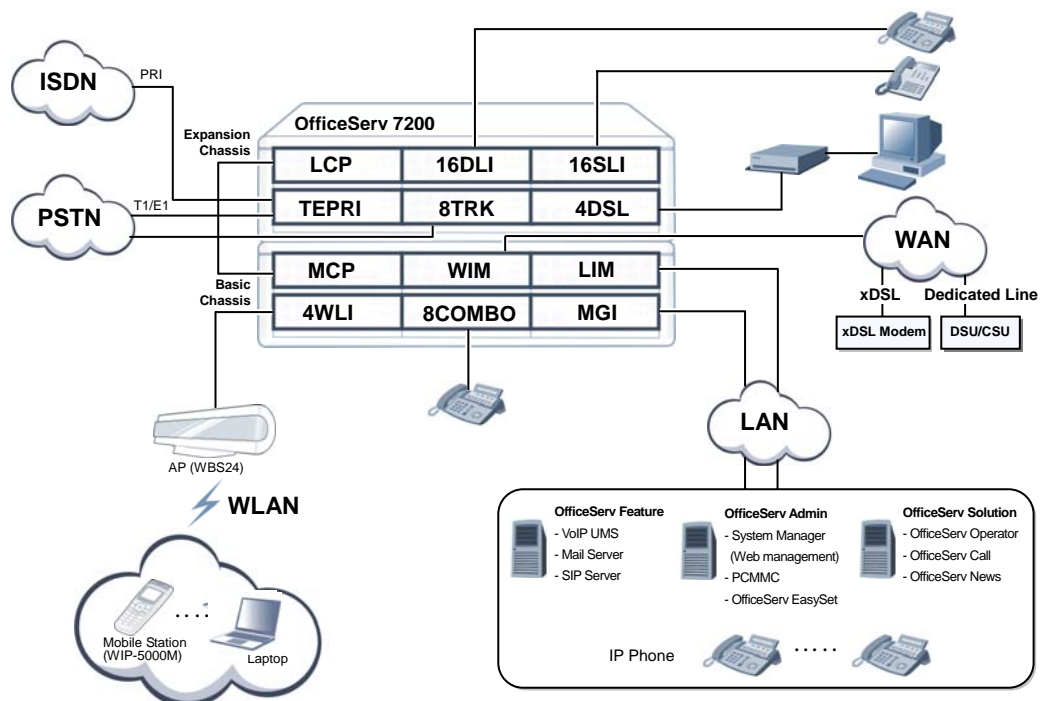 ISDN
PRI
OfficeServ 7200
Expansion
Chassis
LCP
16DLI
16SLI
PSTN
T1/E1
TEPRI
8TRK
4DSL
WAN
MCP
WIM
LIM
Basic
Chassis
xDSL
Dedicated Line
4WLI
8COMBO
MGI
xDSL Modem
DSU/CSU
LAN
AP (WBS24)
WLAN
OfficeServ Feature
- VoIP UMS
- Mail Server
- SIP Server
OfficeServ Admin
- System Manager
(Web management)
- PCMMC
- OfficeServ EasySet
OfficeServ Solution
- OfficeServ Operator
- OfficeServ Call
- OfficeServ News
Mobile Station
(WIP-5000M)
Laptop
IP Phone